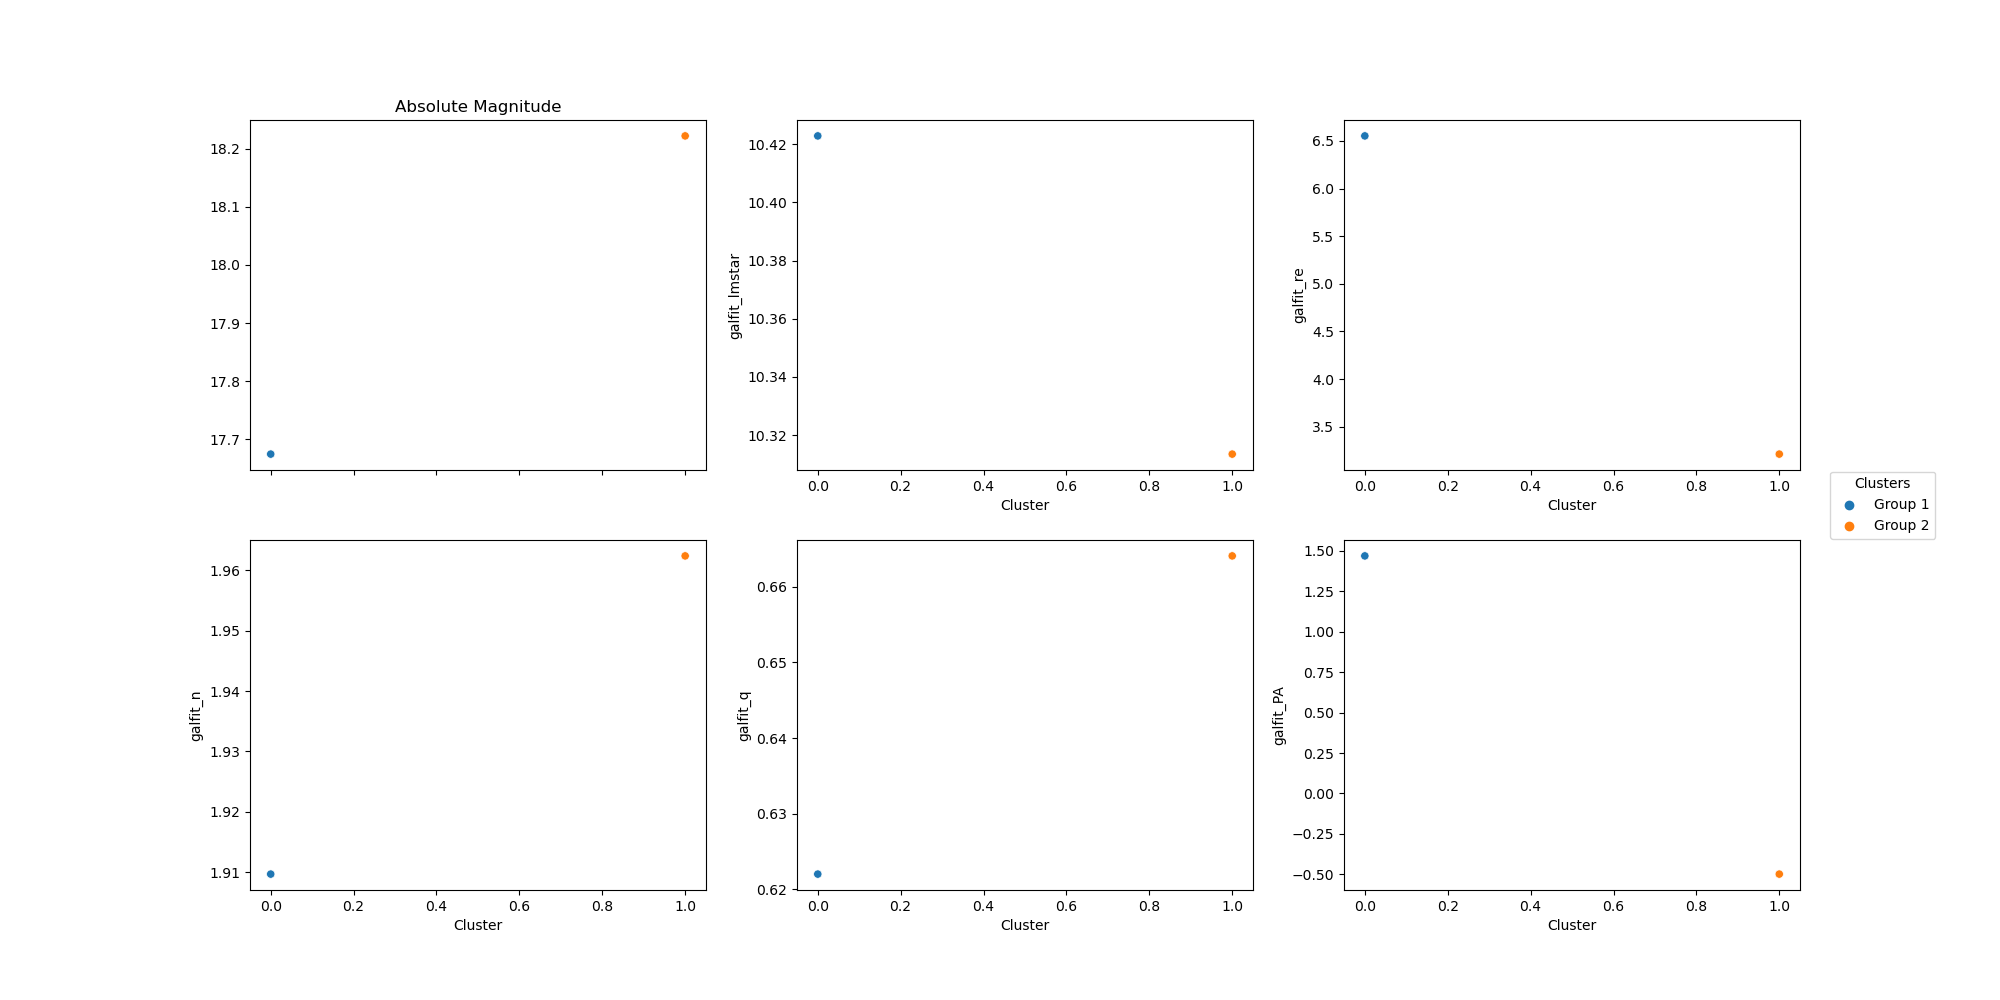 Absolute Magnitude
18.2
18.1
18.0
17.9
17.8
17.7
galfit_lmstar
10.42
10.40
10.38
10.36
10.34
10.32
0.0 0.2 0.4 0.6 0.8 1.0
Cluster
galfit_re
6.5
6.0
5.5
5.0
4.5
4.0
3.5
0.0 0.2 0.4 0.6 0.8 1.0
Cluster
Clusters
Group 1
Group 2
galfit_n
1.96
1.95
1.94
1.93
1.92
1.91
0.0 0.2 0.4 0.6 0.8 1.0
Cluster
galfit_q
0.66
0.65
0.64
0.63
0.62
0.0 0.2 0.4 0.6 0.8 1.0
Cluster
galfit_PA
1.50
1.25
1.00
0.75
0.50
0.25
0.00
−0.25
−0.50
0.0 0.2 0.4 0.6 0.8 1.0
Cluster